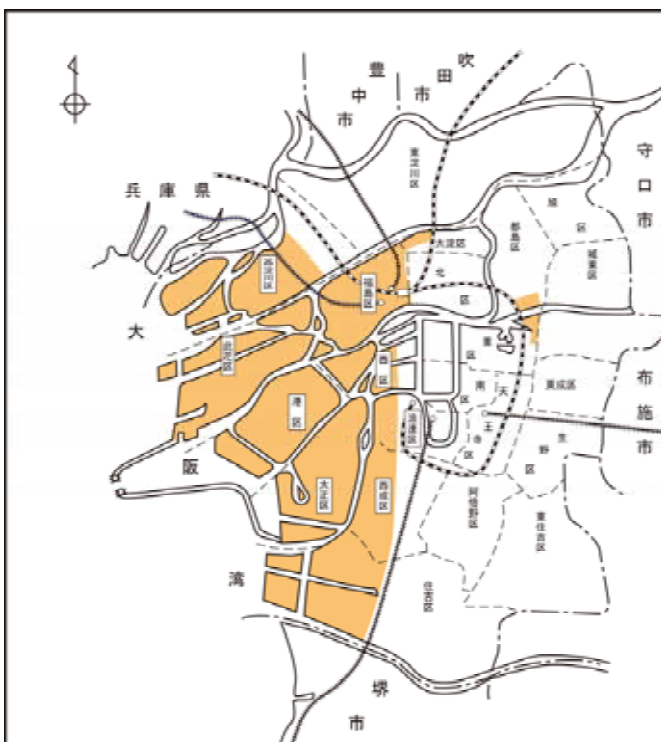 吹田市
豊中市
守口市
兵庫県
東淀川区
旭区
都島区
城東区
大淀区
西淀川区
北区
福島区
此花区
西区
東区
東成区
布施市
南区
天王寺区
港区
浪速区
生野区
大正区
西成区
阿倍野区
東住吉区
住吉区
大阪湾
堺市